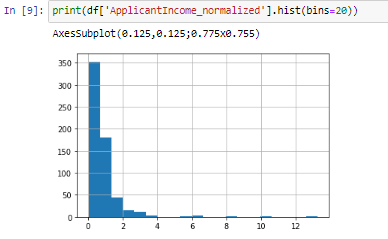 In [9]: print(df['ApplicantIncome_normalized'].hist(bins=20))
AxesSubplot(0.125,0.125;0.775x0.755)
350
300
250
200
150
100
50
0
0 2 4 6 8 10 12